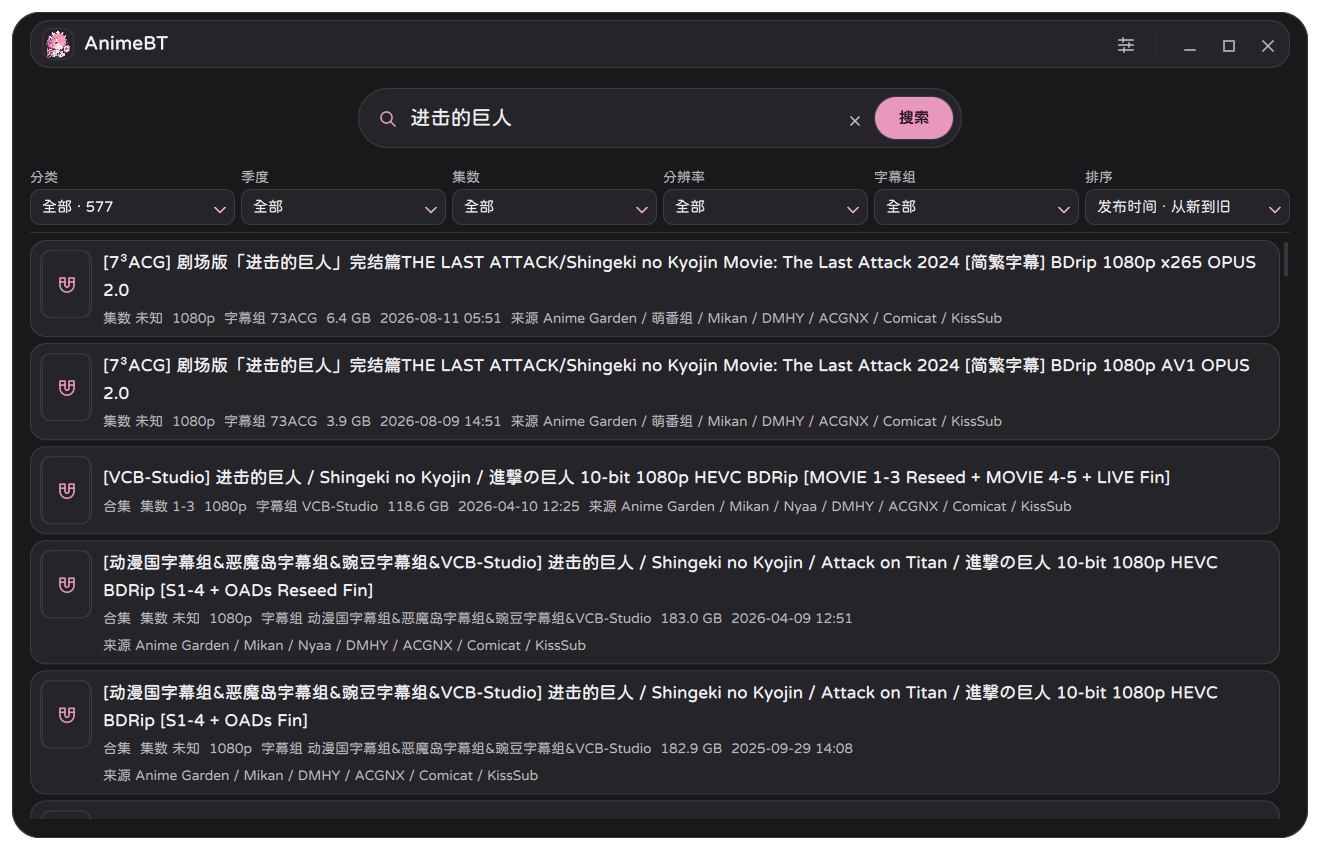 AnimeBT
进击的巨人
搜索
分类 季度 集数 分辨率 字幕组 排序
全部 · 577 全部 全部 全部 全部 发布时间 · 从新到旧
[7³ACG] 剧场版「进击的巨人」完结篇THE LAST ATTACK/Shingeki no Kyojin Movie: The Last Attack 2024 [简繁字幕] BDrip 1080p x265 OPUS
2.0
集数 未知 1080p 字幕组 73ACG 6.4 GB 2026-08-11 05:51 来源 Anime Garden / 萌番组 / Mikan / DMHY / ACGNX / Comicat / KissSub
[7³ACG] 剧场版「进击的巨人」完结篇THE LAST ATTACK/Shingeki no Kyojin Movie: The Last Attack 2024 [简繁字幕] BDrip 1080p AV1 OPUS
2.0
集数 未知 1080p 字幕组 73ACG 3.9 GB 2026-08-09 14:51 来源 Anime Garden / 萌番组 / Mikan / DMHY / ACGNX / Comicat / KissSub
[VCB-Studio] 进击的巨人 / Shingeki no Kyojin / 進撃の巨人 10-bit 1080p HEVC BDRip [MOVIE 1-3 Reseed + MOVIE 4-5 + LIVE Fin]
合集 集数 1-3 1080p 字幕组 VCB-Studio 118.6 GB 2026-04-10 12:25 来源 Anime Garden / Mikan / Nyaa / DMHY / ACGNX / Comicat / KissSub
[动漫国字幕组&恶魔岛字幕组&豌豆字幕组&VCB-Studio] 进击的巨人 / Shingeki no Kyojin / Attack on Titan / 進撃の巨人 10-bit 1080p HEVC
BDRip [S1-4 + OADs Reseed Fin]
合集 集数 未知 1080p 字幕组 动漫国字幕组&恶魔岛字幕组&豌豆字幕组&VCB-Studio 183.0 GB 2026-04-09 12:51
来源 Anime Garden / Mikan / Nyaa / DMHY / ACGNX / Comicat / KissSub
[动漫国字幕组&恶魔岛字幕组&豌豆字幕组&VCB-Studio] 进击的巨人 / Shingeki no Kyojin / Attack on Titan / 進撃の巨人 10-bit 1080p HEVC
BDRip [S1-4 + OADs Fin]
合集 集数 未知 1080p 字幕组 动漫国字幕组&恶魔岛字幕组&豌豆字幕组&VCB-Studio 182.9 GB 2025-09-29 14:08
来源 Anime Garden / Mikan / DMHY / ACGNX / Comicat / KissSub